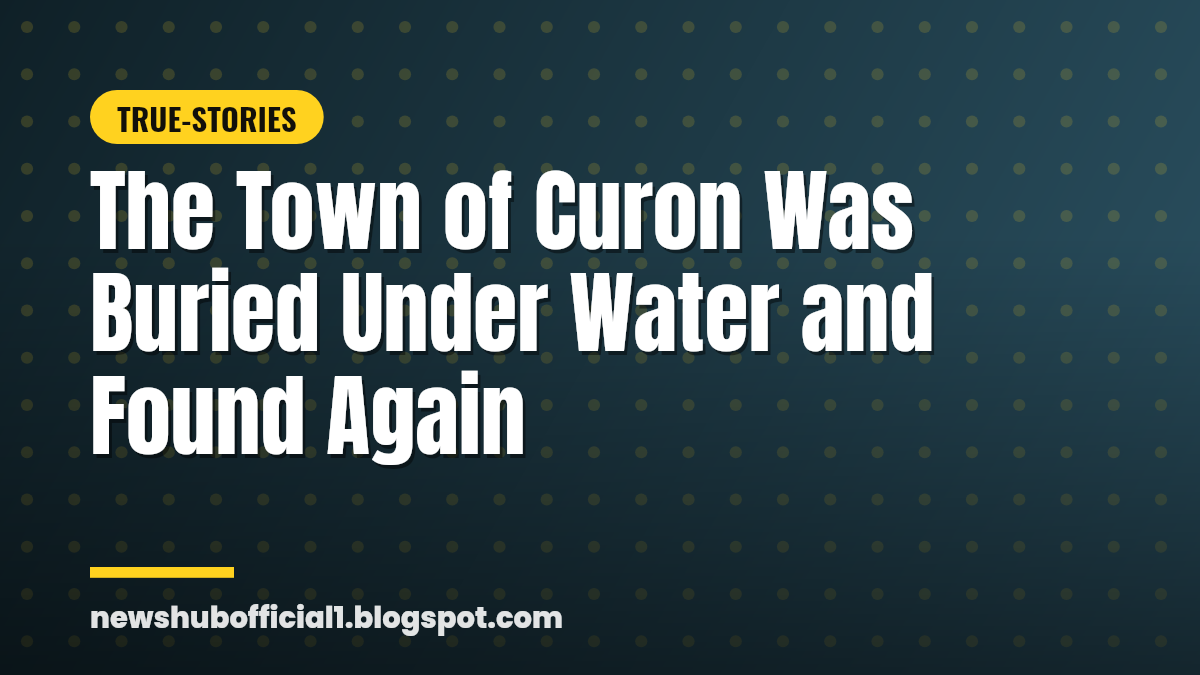 TRUE-STORIES
The Town of Curon Was
Buried Under Water and
Found Again
newshubofficial1.blogspot.com